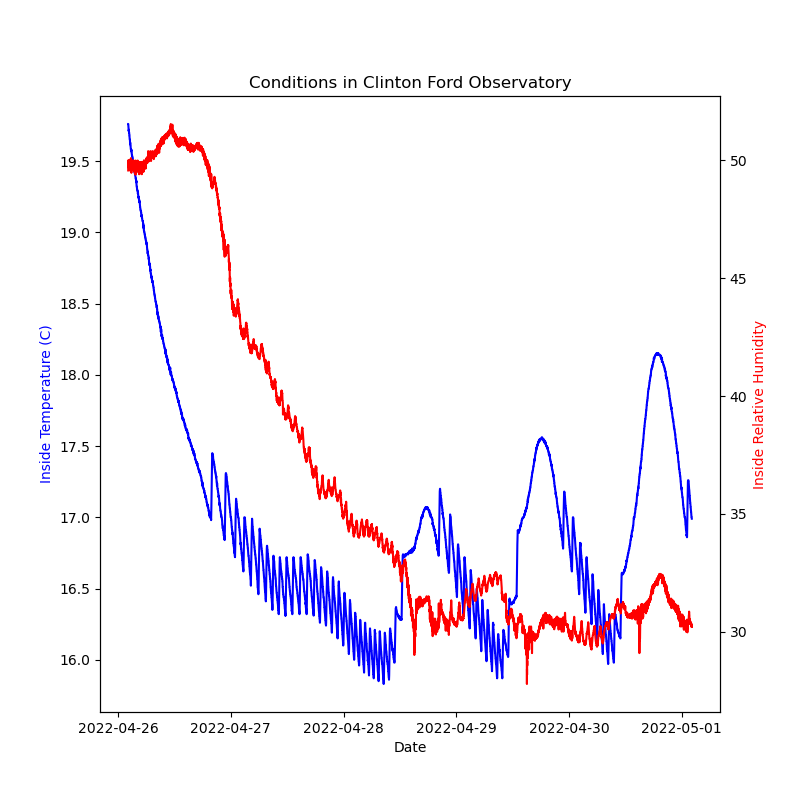 Conditions in Clinton Ford Observatory
Inside Temperature (C)
19.5
19.0
18.5
18.0
17.5
17.0
16.5
16.0
50
45
40
35
30
Inside Relative Humidity
2022-04-26 2022-04-27 2022-04-28 2022-04-29 2022-04-30 2022-05-01
Date